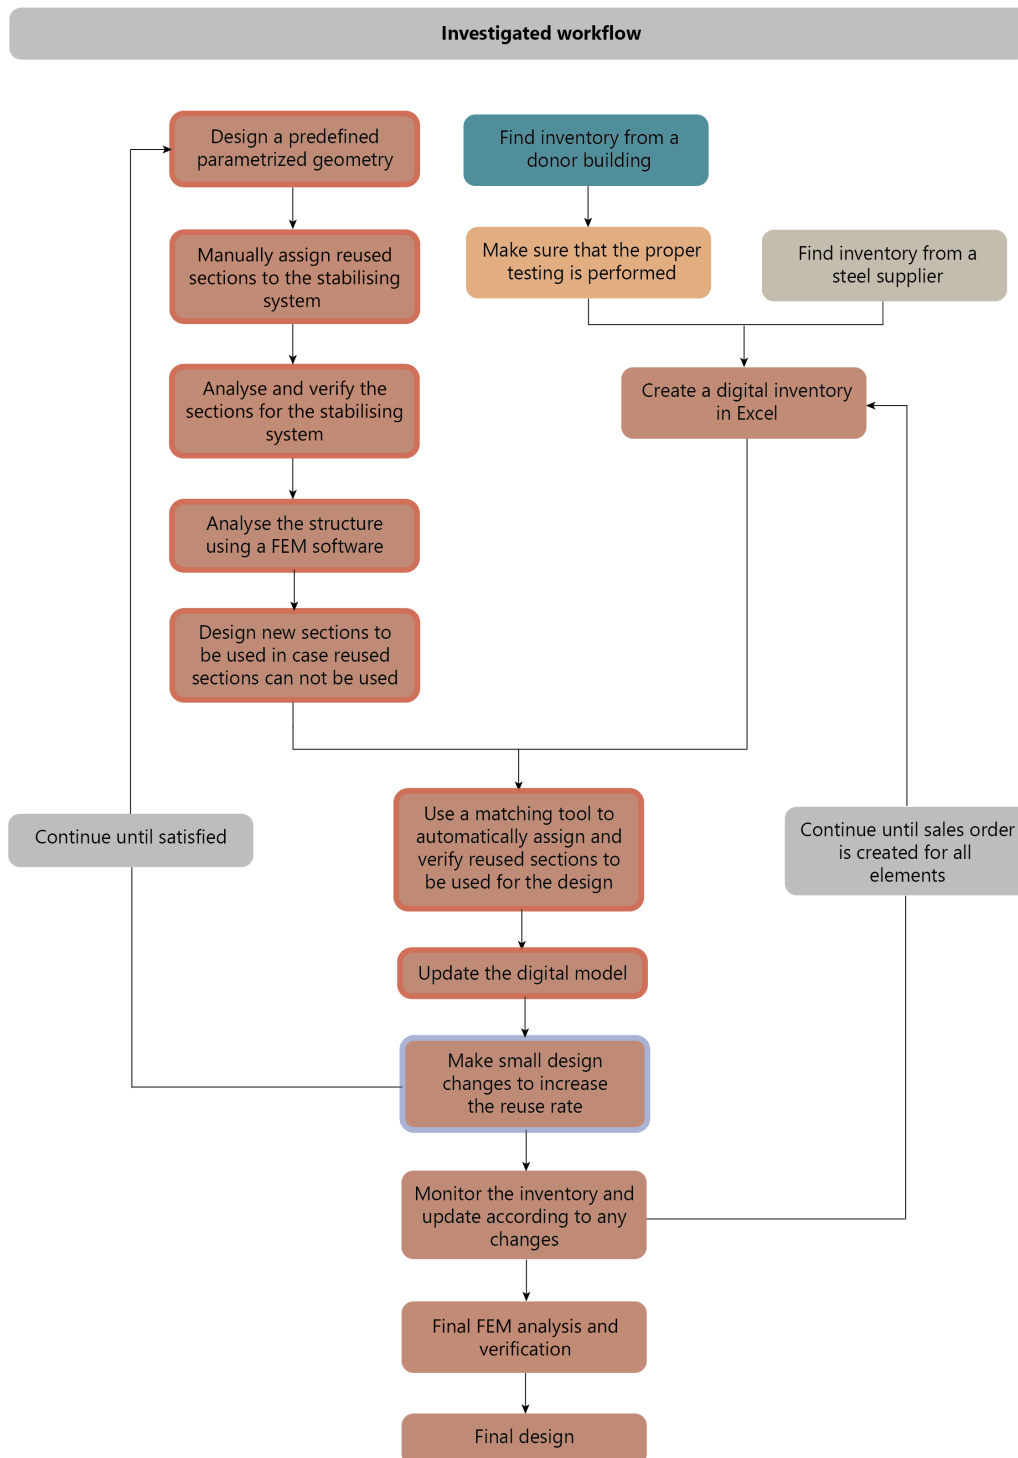 Investigated workflow
Design a predefined
parametrized geometry
Find inventory from a
donor building
Manually assign reused
sections to the stabilising
system
Make sure that the proper
testing is performed
Find inventory from a
steel supplier
Analyse and verify the
sections for the stabilising
system
Create a digital inventory
in Excel
Analyse the structure
using a FEM software
Design new sections to
be used in case reused
sections can not be used
Use a matching tool to
automatically assign and
verify reused sections to
be used for the design
Continue until satisfied
Continue until sales order
is created for all
elements
Update the digital model
Make small design
changes to increase
the reuse rate
Monitor the inventory and
update according to any
changes
Final FEM analysis and
verification
Final design